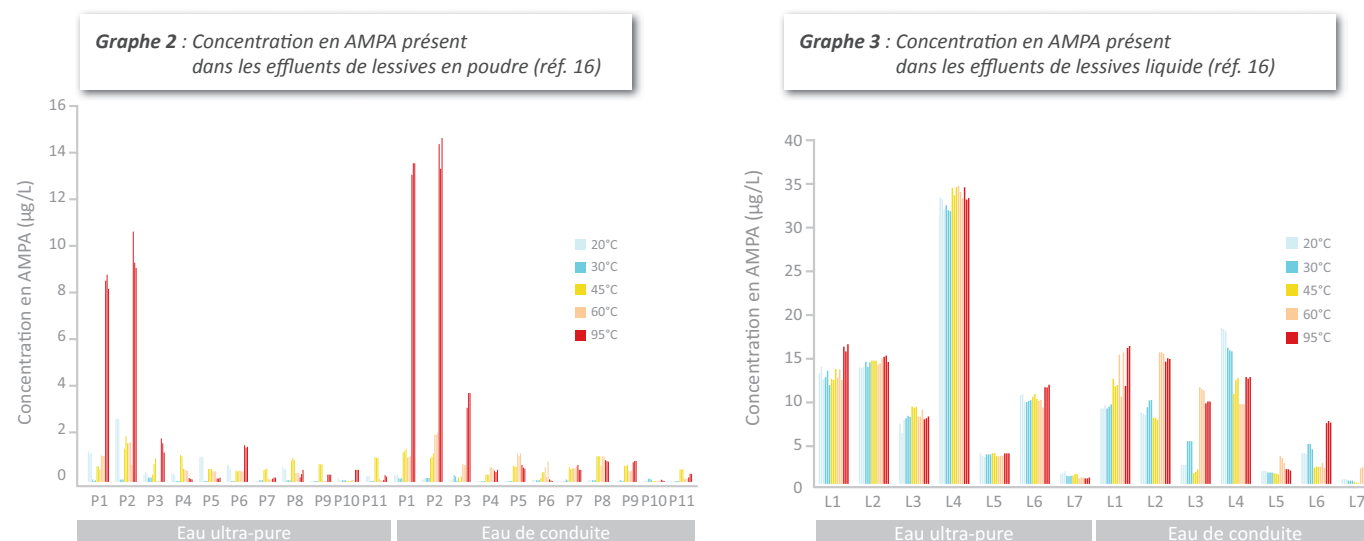 Graphe 2 : Concentration en AMPA présent
dans les effluents de lessives en poudre (réf. 16)
16
14
12
10
8
6
4
2
0
Concentration en AMPA (µg/L)
20°C
30°C
45°C
60°C
95°C
P1 P2 P3 P4 P5 P6 P7 P8 P9 P10 P11 P1 P2 P3 P4 P5 P6 P7 P8 P9 P10 P11
Eau ultra-pure Eau de conduite
Graphe 3 : Concentration en AMPA présent
dans les effluents de lessives liquide (réf. 16)
40
35
30
25
20
15
10
5
0
Concentration en AMPA (µg/L)
20°C
30°C
45°C
60°C
95°C
L1 L2 L3 L4 L5 L6 L7 L1 L2 L3 L4 L5 L6 L7
Eau ultra-pure Eau de conduite